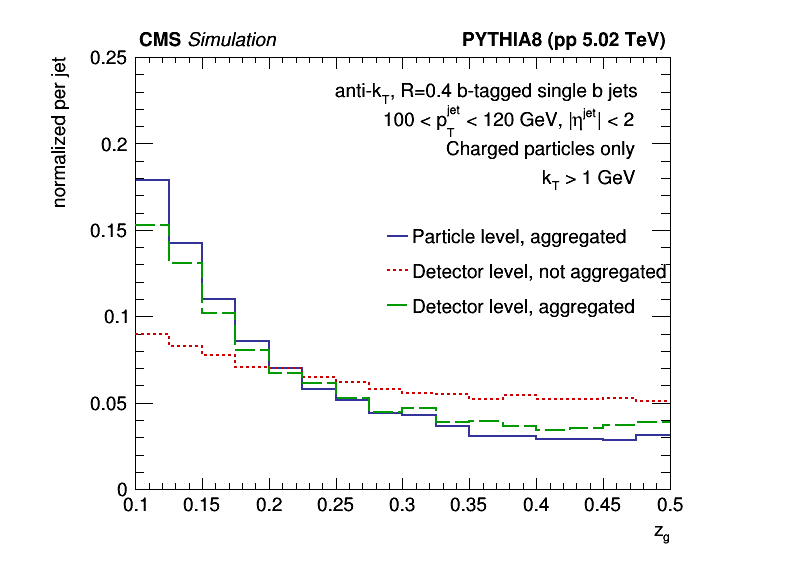 CMS Simulation PYTHIA8 (pp 5.02 TeV)
normalized per jet
anti-k_T, R=0.4 b-tagged single b jets
100 < p_T^jet < 120 GeV, |η^jet| < 2
Charged particles only
k_T > 1 GeV
Particle level, aggregated
Detector level, not aggregated
Detector level, aggregated
0.25
0.2
0.15
0.1
0.05
0
0.1 0.15 0.2 0.25 0.3 0.35 0.4 0.45 0.5
z_g